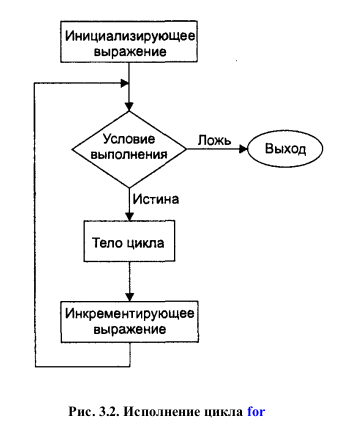 Инициализирующее
выражение
Условие
выполнения
Ложь
Выход
Истина
Тело цикла
Инкрементирующее
выражение
Рис. 3.2. Исполнение цикла for